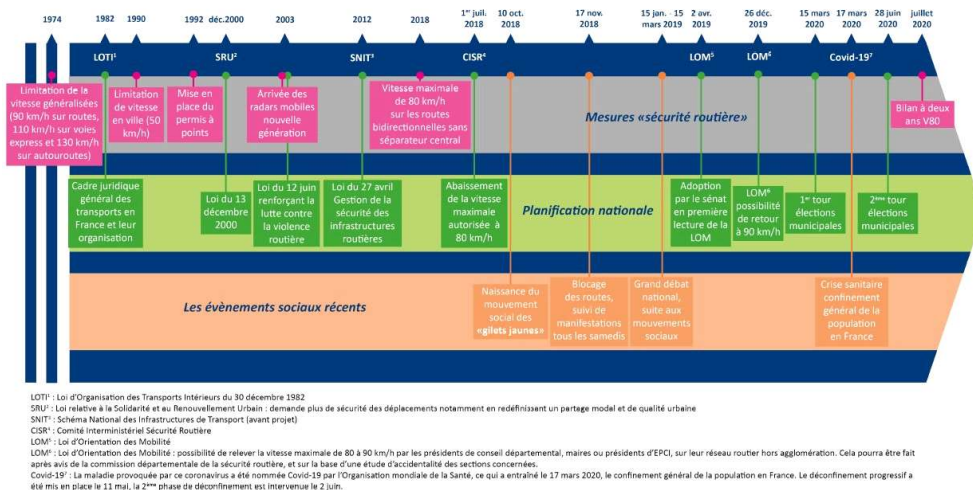 1974
1982
1990
1992
déc.2000
2003
2012
2018
1er juil.
2018
10 oct.
2018
17 nov.
2018
15 jan. - 15
mars 2019
2 avr.
2019
26 déc.
2019
15 mars
2020
17 mars
2020
28 juin
2020
juillet
2020
LOTI¹
SRU²
SNIT³
CISR⁴
LOM⁵
LOM⁶
Covid-19⁷
Limitation de la
vitesse généralisées
(90 km/h sur routes,
110 km/h sur voies
express et 130 km/h
sur autouroutes)
Limitation
de vitesse
en ville (50
km/h)
Mise en
place du
permis à
points
Arrivée des
radars mobiles
nouvelle
génération
Vitesse maximale
de 80 km/h
sur les routes
bidirectionnelles sans
séparateur central
Mesures «sécurité routière»
Bilan à deux
ans V80
Cadre juridique
général des
transports en
France et leur
organisation
Loi du 13
décembre
2000
Loi du 12 juin
renforçant la
lutte contre
la violence
routière
Loi du 27 avril
Gestion de la
sécurité des
infrastructures
routières
Abaissement
de la vitesse
maximale
autorisée à
80 km/h
Planification nationale
Adoption
par le sénat
en première
lecture de la
LOM
LOM⁶
possibilité
de retour
à 90 km/h
1er tour
élections
municipales
2ème tour
élections
municipales
Les évènements sociaux récents
Naissance du
mouvement
social des
«gilets jaunes»
Blocage
des routes,
suivi de
manifestations
tous les samedis
Grand débat
national,
suite aux
mouvements
sociaux
Crise sanitaire
confinement
général de la
population
en France
LOTI¹ : Loi d'Organisation des Transports Intérieurs du 30 décembre 1982
SRU² : Loi relative à la Solidarité et au Renouvellement Urbain : demande plus de sécurité des déplacements notamment en redéfinissant un partage modal et de qualité urbaine
SNIT³ : Schéma National des Infrastructures de Transport (avant projet)
CISR⁴ : Comité Interministériel Sécurité Routière
LOM⁵ : Loi d'Orientation des Mobilité
LOM⁶ : Loi d'Orientation des Mobilité : possibilité de relever la vitesse maximale de 80 à 90 km/h par les présidents de conseil départemental, maires ou présidents d'EPCI, sur leur réseau routier hors agglomération. Cela pourra être fait
après avis de la commission départementale de la sécurité routière, et sur la base d'une étude d'accidentalité des sections concernées.
Covid-19⁷ : La maladie provoquée par ce coronavirus a été nommée Covid-19 par l'Organisation mondiale de la Santé, ce qui a entraîné le 17 mars 2020, le confinement général de la population en France. Le déconfinement progressif a
été mis en place le 11 mai, la 2ème phase de déconfinement est intervenue le 2 juin.